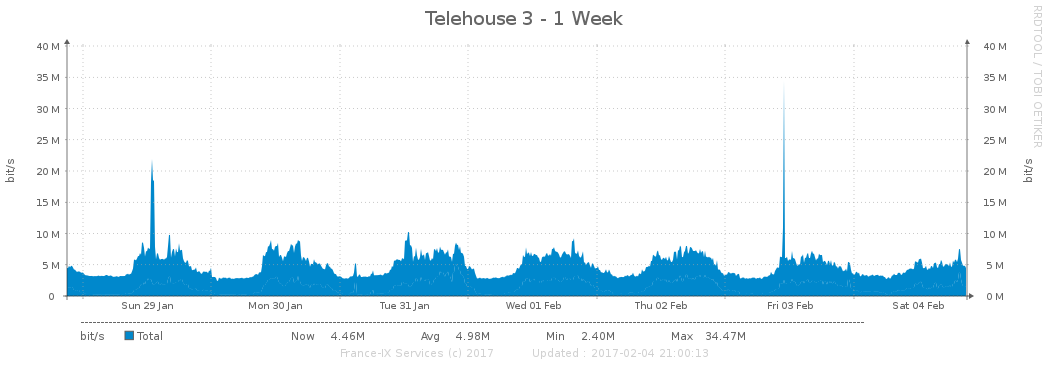 Telehouse 3 - 1 Week
RRDTOOL / TOBI OETIKER
bit/s
40 M 40 M
35 M 35 M
30 M 30 M
25 M 25 M
20 M 20 M
15 M 15 M
10 M 10 M
5 M 5 M
0 0 M
bit/s
Sun 29 Jan Mon 30 Jan Tue 31 Jan Wed 01 Feb Thu 02 Feb Fri 03 Feb Sat 04 Feb
bit/s Total Now 4.46M Avg 4.98M Min 2.40M Max 34.47M
France-IX Services (c) 2017 Updated : 2017-02-04 21:00:13